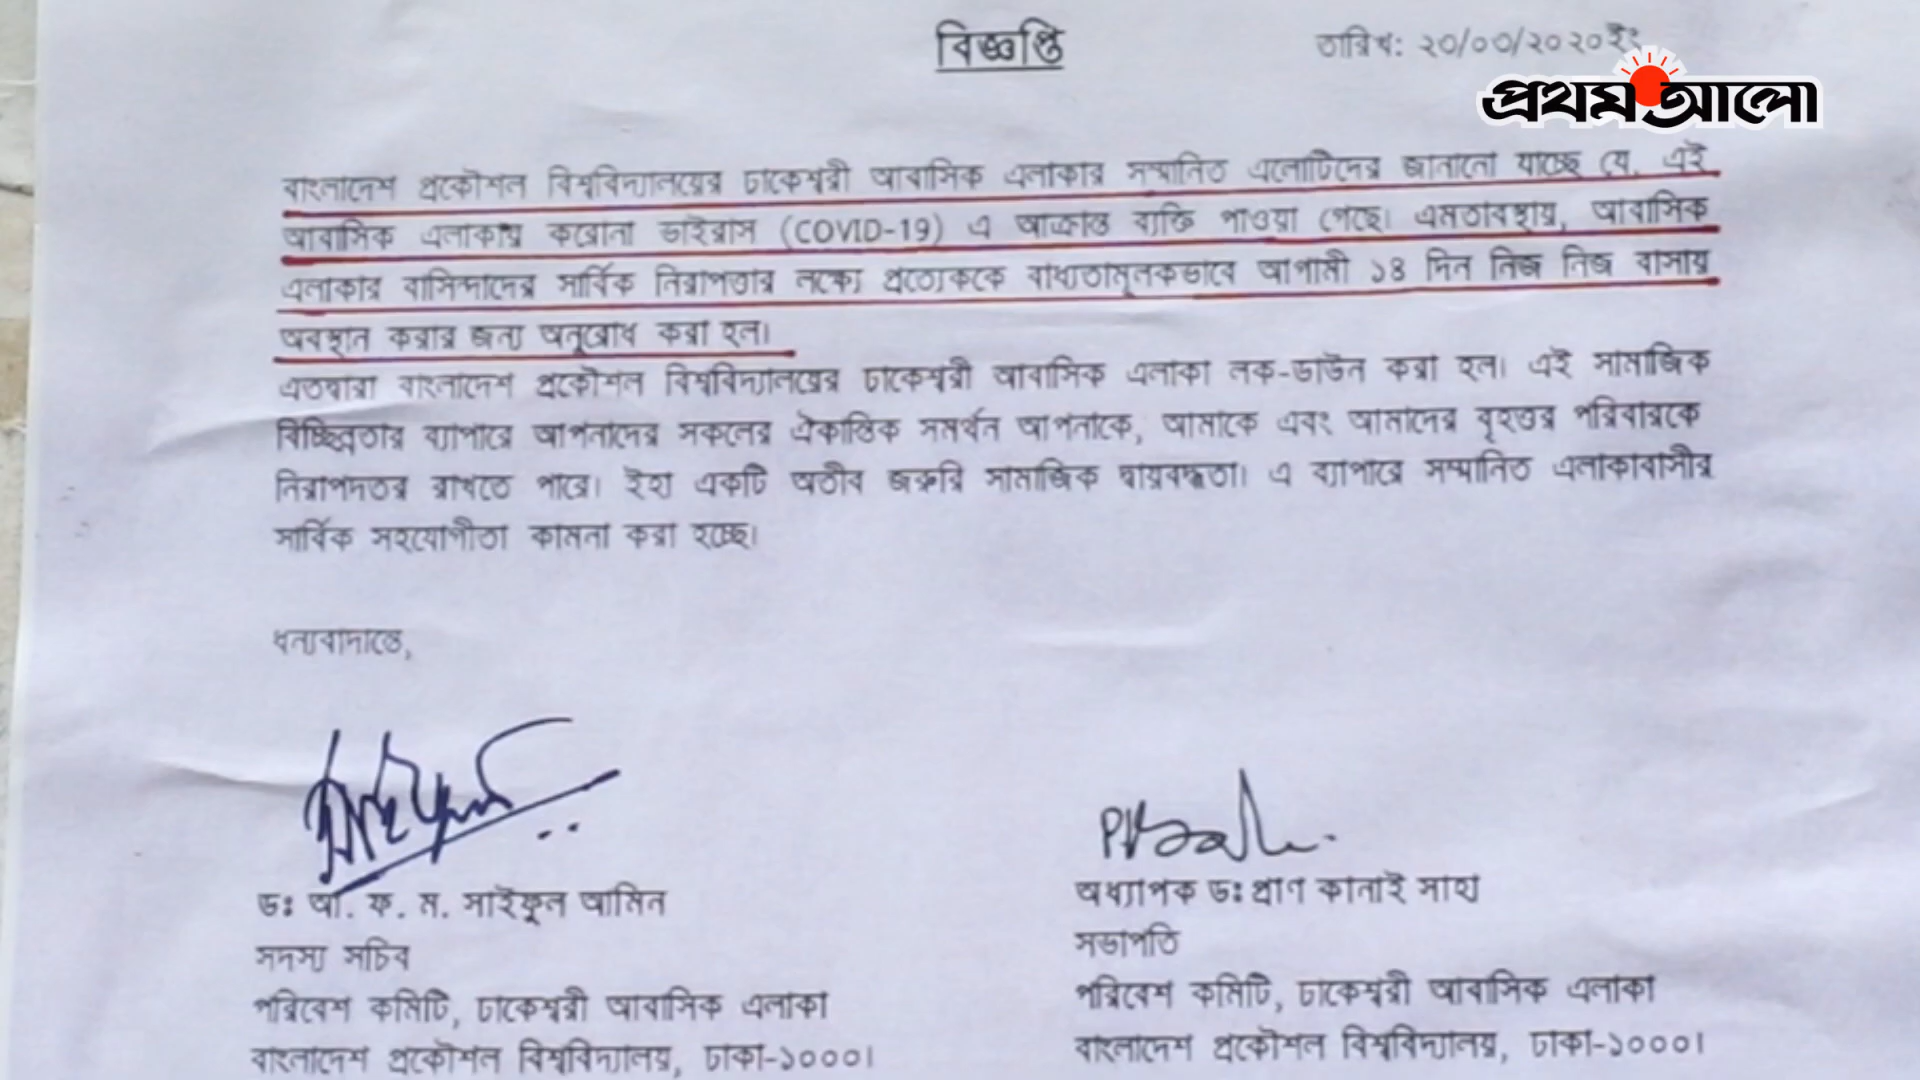 বিজ্ঞপ্তি
তারিখ: ২৩/০৩/২০২০ইং
প্রথম আলো
বাংলাদেশ প্রকৌশল বিশ্ববিদ্যালয়ের ঢাকেশ্বরী আবাসিক এলাকার সম্মানিত এলোটিদের জানানো যাচ্ছে যে, এই
আবাসিক এলাকায় করোনা ভাইরাস (COVID-19) এ আক্রান্ত ব্যক্তি পাওয়া গেছে। এমতাবস্থায়, আবাসিক
এলাকার বাসিন্দাদের সার্বিক নিরাপত্তার লক্ষ্যে প্রত্যেককে বাধ্যতামূলকভাবে আগামী ১৪ দিন নিজ নিজ বাসায়
অবস্থান করার জন্য অনুরোধ করা হল।
এতদ্বারা বাংলাদেশ প্রকৌশল বিশ্ববিদ্যালয়ের ঢাকেশ্বরী আবাসিক এলাকা লক-ডাউন করা হল। এই সামাজিক
বিচ্ছিন্নতার ব্যাপারে আপনাদের সকলের ঐকান্তিক সমর্থন আপনাকে, আমাকে এবং আমাদের বৃহত্তর পরিবারকে
নিরাপদতর রাখতে পারে। ইহা একটি অতীব জরুরি সামাজিক দ্বায়বদ্ধতা। এ ব্যাপারে সম্মানিত এলাকাবাসীর
সার্বিক সহযোগীতা কামনা করা হচ্ছে।
ধন্যবাদান্তে,
ডঃ আ. ফ. ম. সাইফুল আমিন
সদস্য সচিব
পরিবেশ কমিটি, ঢাকেশ্বরী আবাসিক এলাকা
বাংলাদেশ প্রকৌশল বিশ্ববিদ্যালয়, ঢাকা-১০০০।
অধ্যাপক ডঃ প্রাণ কানাই সাহা
সভাপতি
পরিবেশ কমিটি, ঢাকেশ্বরী আবাসিক এলাকা
বাংলাদেশ প্রকৌশল বিশ্ববিদ্যালয়, ঢাকা-১০০০।